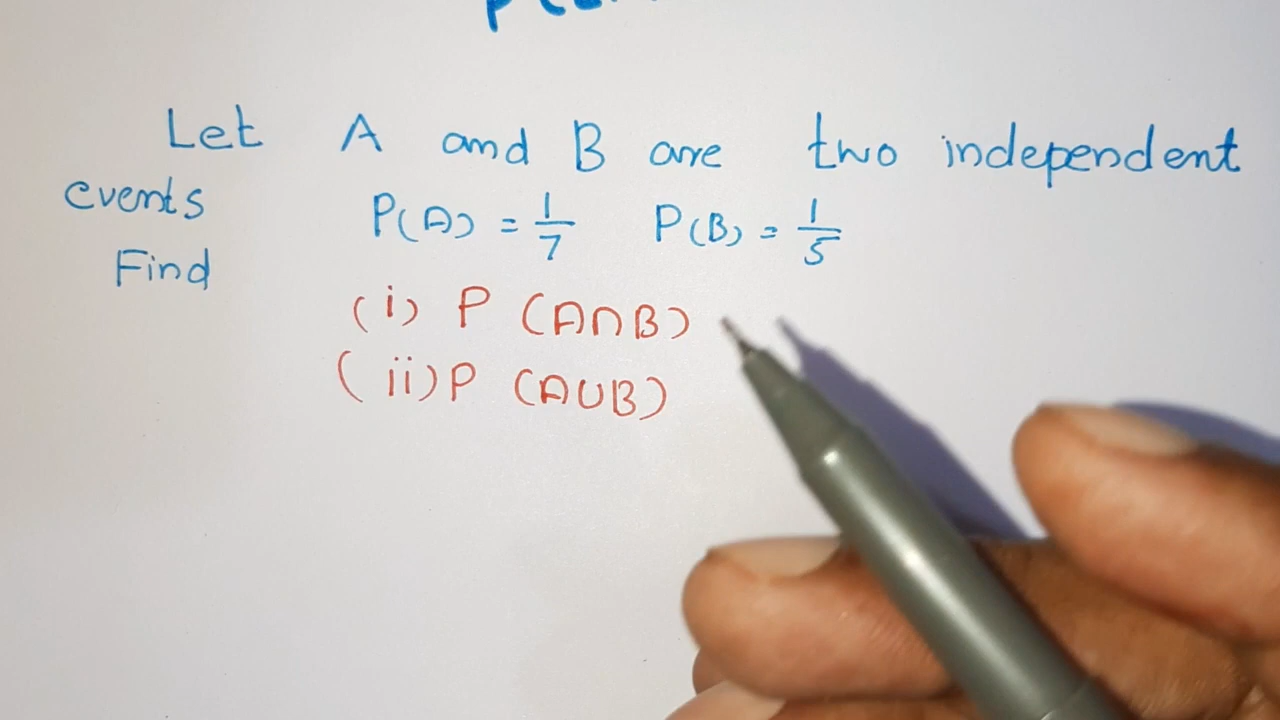 Let A and B are two independent
events P(A) = 1/7 P(B) = 1/5
Find
(i) P (A∩B)
(ii) P (A∪B)